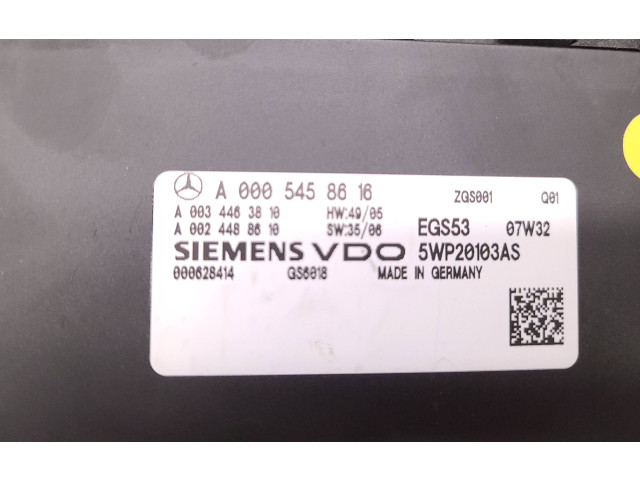 A 000 545 86 16 ZGS001 Q01
A 003 446 38 10 HW:49/05
A 002 448 86 10 SW:35/06 EGS53 07W32
SIEMENS VDO 5WP20103AS
000628414 GS6018 MADE IN GERMANY